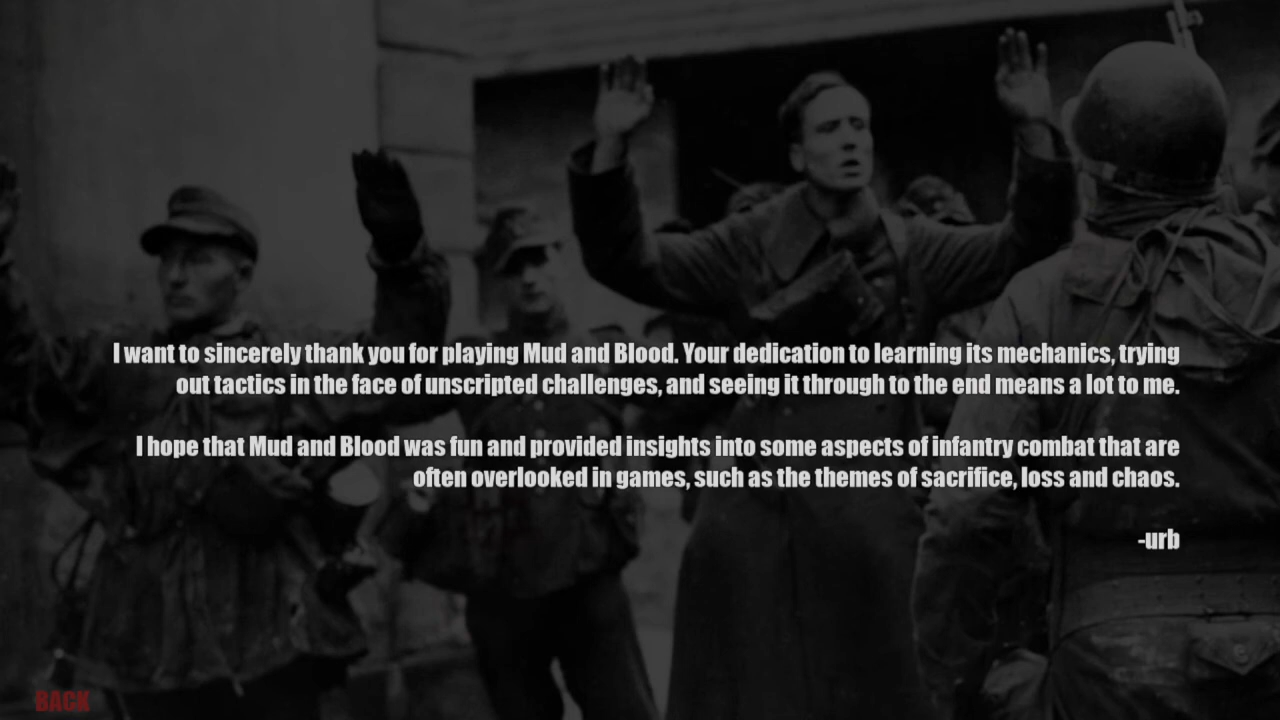 I want to sincerely thank you for playing Mud and Blood. Your dedication to learning its mechanics, trying
out tactics in the face of unscripted challenges, and seeing it through to the end means a lot to me.
I hope that Mud and Blood was fun and provided insights into some aspects of infantry combat that are
often overlooked in games, such as the themes of sacrifice, loss and chaos.
-urb
BACK